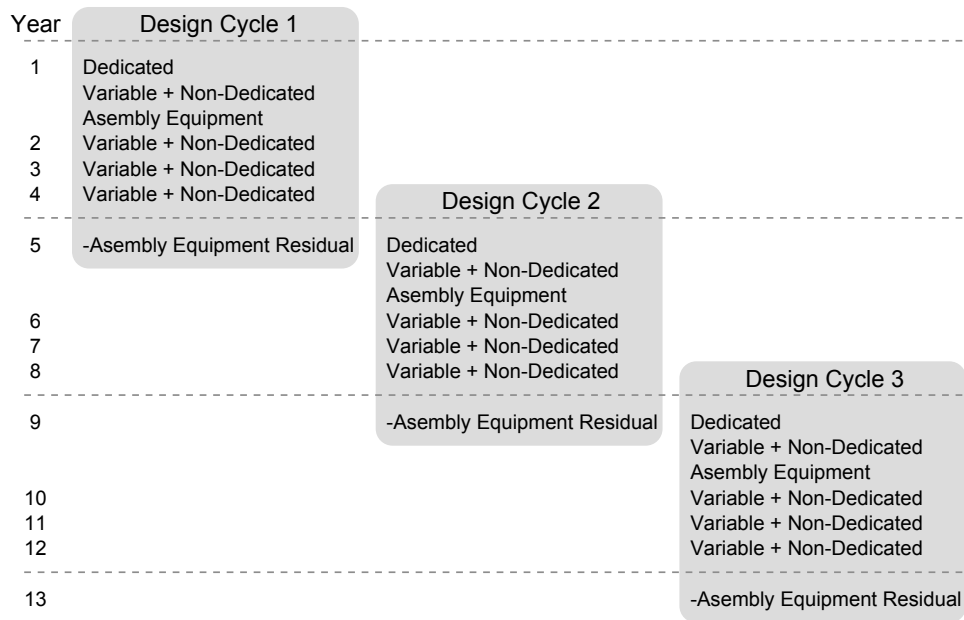 Year Design Cycle 1
1 Dedicated
Variable + Non-Dedicated
Asembly Equipment
2 Variable + Non-Dedicated
3 Variable + Non-Dedicated
4 Variable + Non-Dedicated
Design Cycle 2
5 -Asembly Equipment Residual Dedicated
Variable + Non-Dedicated
Asembly Equipment
6 Variable + Non-Dedicated
7 Variable + Non-Dedicated
8 Variable + Non-Dedicated
Design Cycle 3
9 -Asembly Equipment Residual Dedicated
Variable + Non-Dedicated
Asembly Equipment
10 Variable + Non-Dedicated
11 Variable + Non-Dedicated
12 Variable + Non-Dedicated
13 -Asembly Equipment Residual